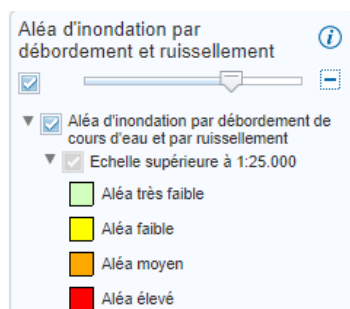 Aléa d'inondation par
débordement et ruissellement
Aléa d'inondation par débordement de
cours d'eau et par ruissellement
Echelle supérieure à 1:25.000
Aléa très faible
Aléa faible
Aléa moyen
Aléa élevé